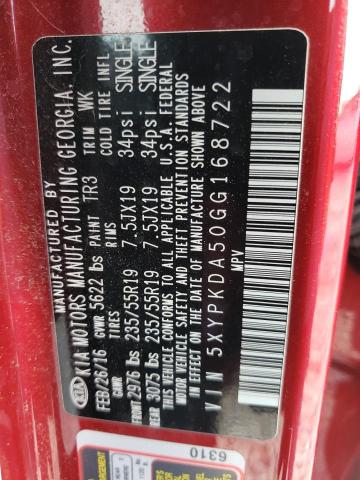 MANUFACTURED BY
KIA KIA MOTORS MANUFACTURING GEORGIA, INC.
FEB/26/16 GVWR 5622 lbs PAINT TR3 TRIM WK
GAWR TIRES RIMS COLD TIRE INFL
FRONT 2976 lbs 235/55R19 7.5JX19 34psi SINGLE
REAR 3075 lbs 235/55R19 7.5JX19 34psi SINGLE
THIS VEHICLE CONFORMS TO ALL APPLICABLE U.S.A. FEDERAL
MOTOR VEHICLE SAFETY AND THEFT PREVENTION STANDARDS
IN EFFECT ON THE DATE OF MANUFACTURE SHOWN ABOVE
VIN 5XYPKDA50GG168722
MPV
6310